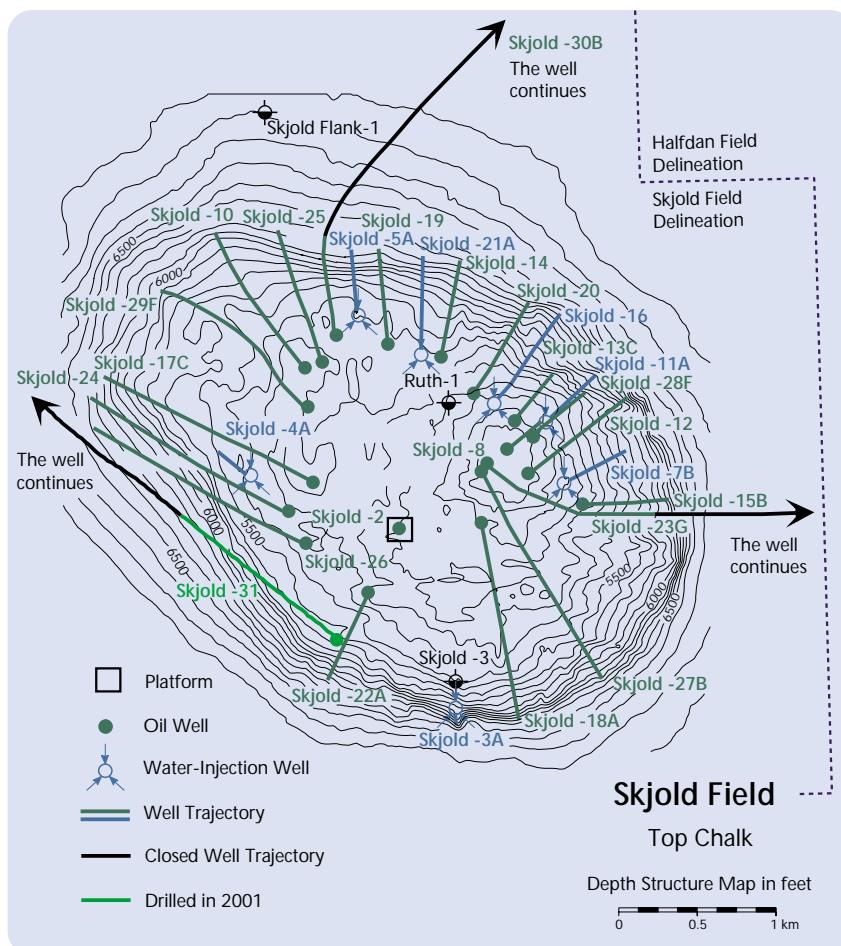 Skjold -30B
The well
continues
Skjold Flank-1
Halfdan Field
Delineation
Skjold Field
Delineation
Skjold -10
Skjold -25
Skjold -19
Skjold -5A
Skjold -21A
Skjold -14
6500
6000
Skjold -29F
Skjold -20
Skjold -16
Skjold -13C
Skjold -11A
Skjold -28F
Skjold -17C
Skjold -24
Ruth-1
Skjold -12
Skjold -4A
Skjold -8
Skjold -7B
The well
continues
Skjold -15B
Skjold -2
Skjold -23G
6000
5500
6500
The well
continues
Skjold -26
5500
6000
6500
Skjold -31
Skjold -3
Skjold -27B
Skjold -22A
Skjold -18A
Skjold -3A
Platform
Oil Well
Water-Injection Well
Well Trajectory
Closed Well Trajectory
Drilled in 2001
Skjold Field
Top Chalk
Depth Structure Map in feet
0 0.5 1 km